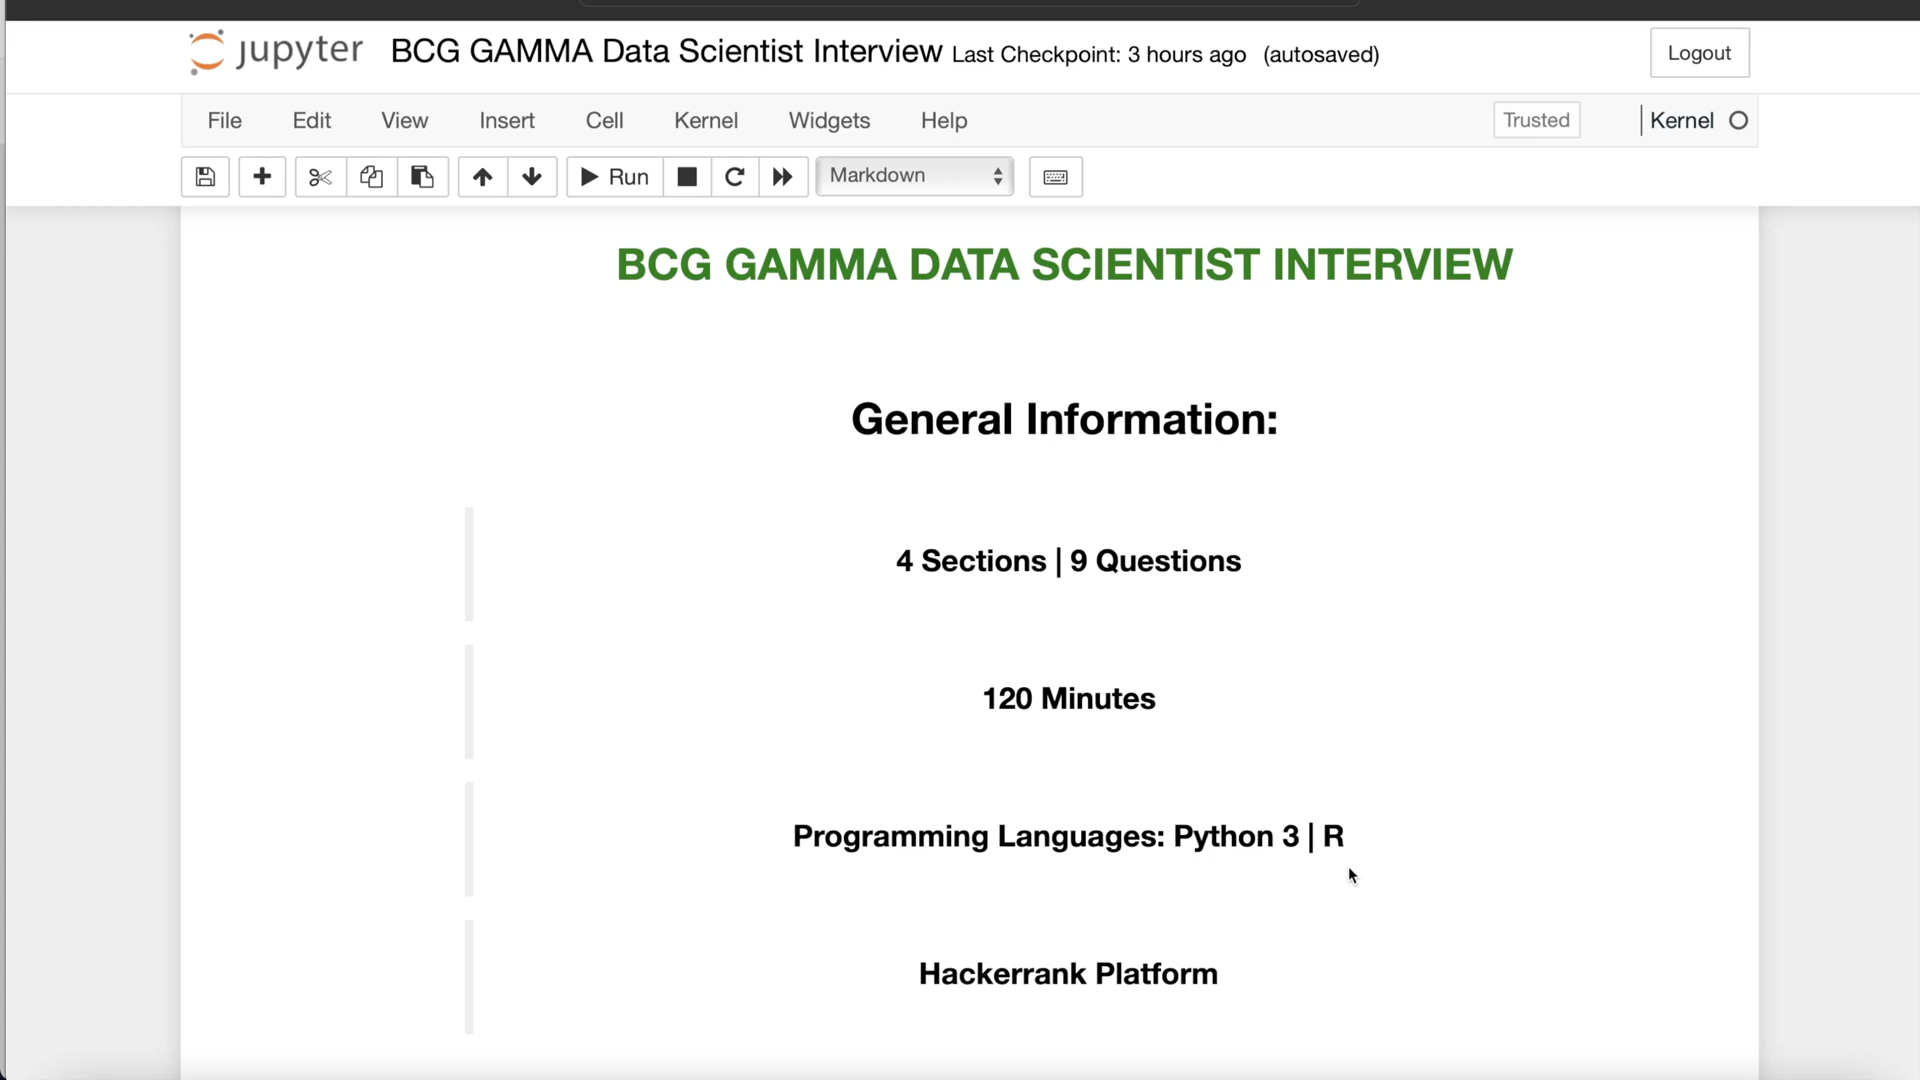 jupyter BCG GAMMA Data Scientist Interview Last Checkpoint: 3 hours ago (autosaved) Logout
File Edit View Insert Cell Kernel Widgets Help Trusted Kernel
Run Markdown
BCG GAMMA DATA SCIENTIST INTERVIEW
General Information:
4 Sections | 9 Questions
120 Minutes
Programming Languages: Python 3 | R
Hackerrank Platform